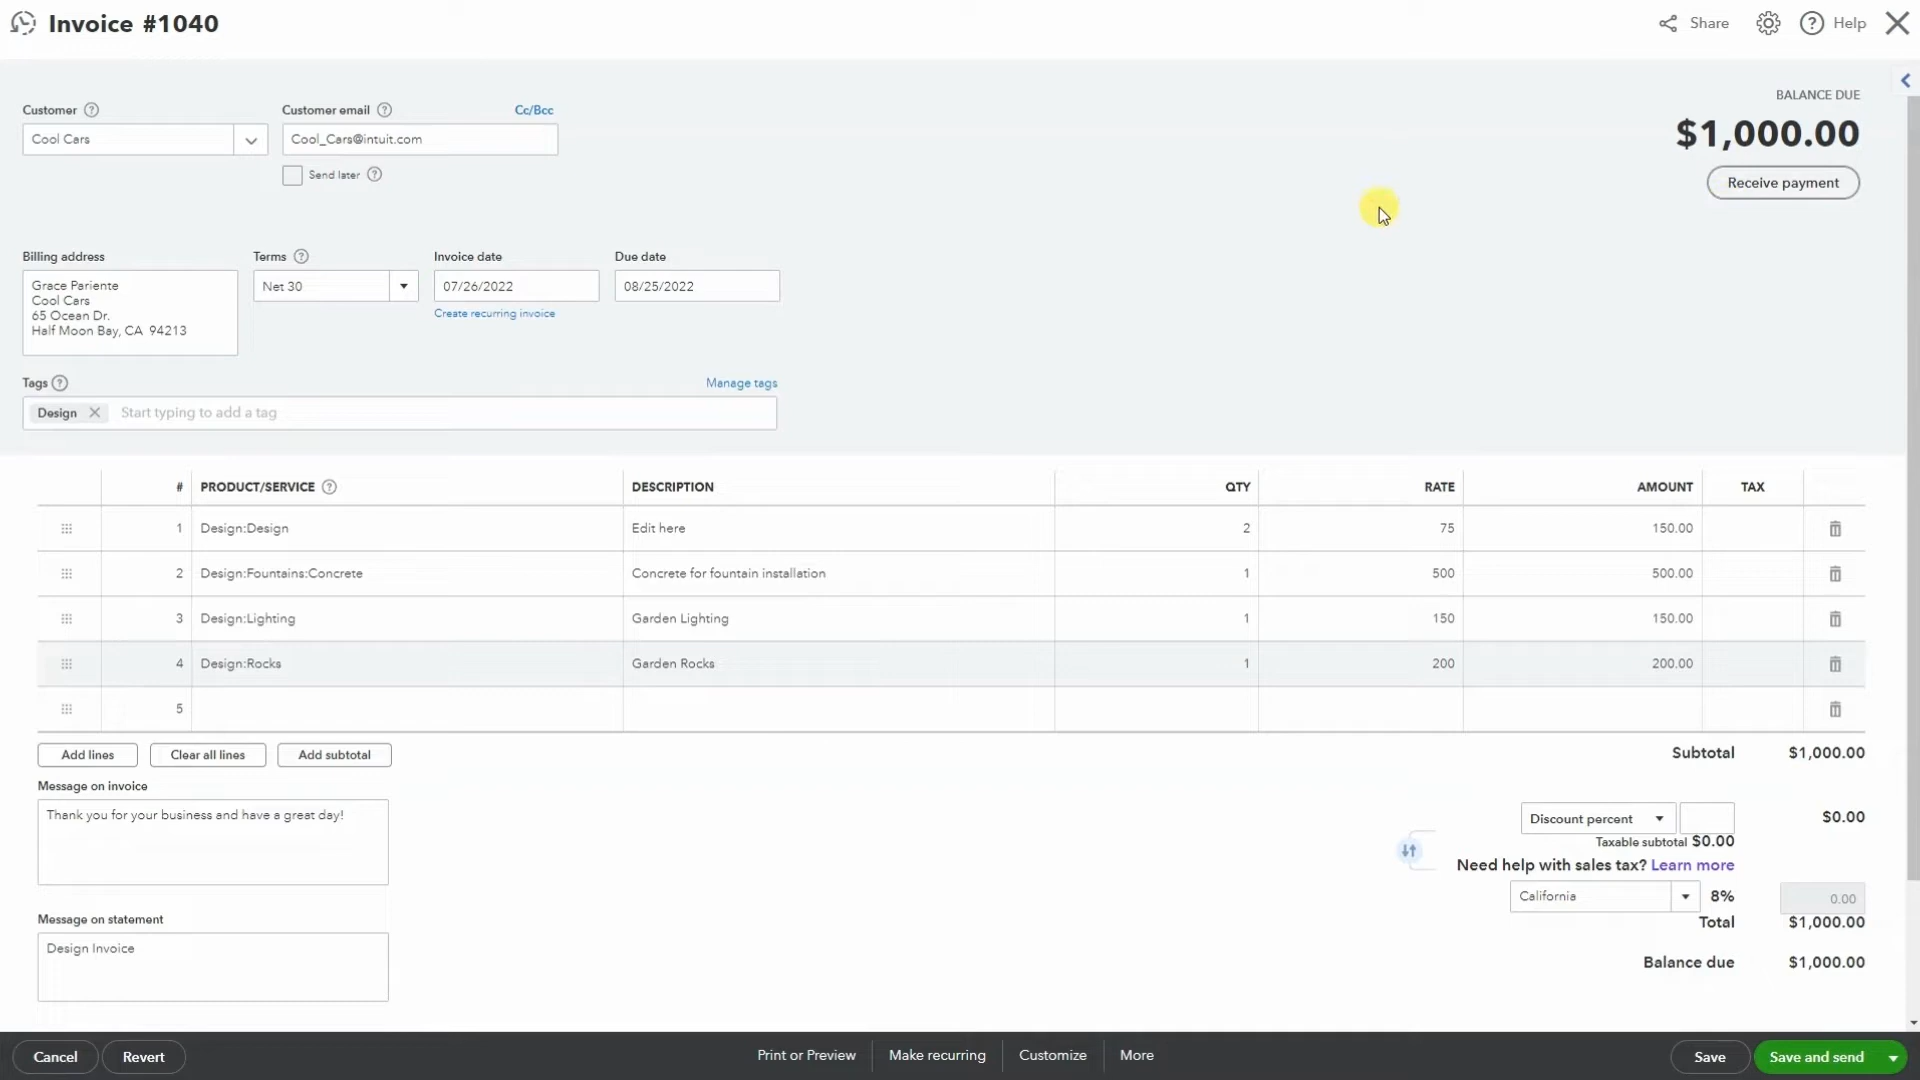 Invoice #1040
Share
Help
Customer
Customer email
Cc/Bcc
Cool Cars
Cool_Cars@intuit.com
Send later
BALANCE DUE
$1,000.00
Receive payment
Billing address
Terms
Invoice date
Due date
Grace Pariente
Cool Cars
65 Ocean Dr.
Half Moon Bay, CA 94213
Net 30
07/26/2022
08/25/2022
Create recurring invoice
Tags
Manage tags
Design
Start typing to add a tag
# PRODUCT/SERVICE DESCRIPTION QTY RATE AMOUNT TAX
1 Design:Design Edit here 2 75 150.00
2 Design:Fountains:Concrete Concrete for fountain installation 1 500 500.00
3 Design:Lighting Garden Lighting 1 150 150.00
4 Design:Rocks Garden Rocks 1 200 200.00
5
Add lines
Clear all lines
Add subtotal
Subtotal $1,000.00
Message on invoice
Thank you for your business and have a great day!
Discount percent $0.00
Taxable subtotal $0.00
Need help with sales tax? Learn more
California 8% 0.00
Total $1,000.00
Message on statement
Design Invoice
Balance due $1,000.00
Cancel
Revert
Print or Preview
Make recurring
Customize
More
Save
Save and send